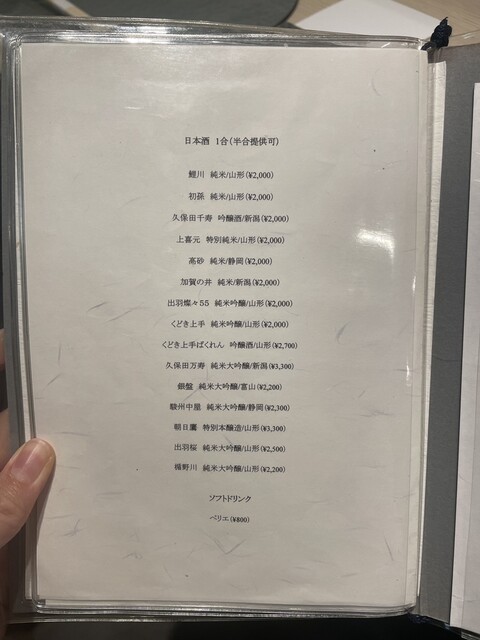 日本酒 1合(半合提供可)
鯉川 純米/山形(¥2,000)
初孫 純米/山形(¥2,000)
久保田千寿 吟醸酒/新潟(¥2,000)
上喜元 特別純米/山形(¥2,000)
高砂 純米/静岡(¥2,000)
加賀の井 純米/新潟(¥2,000)
出羽燦々55 純米吟醸/山形(¥2,000)
くどき上手 純米吟醸/山形(¥2,000)
くどき上手ばくれん 吟醸酒/山形(¥2,700)
久保田万寿 純米大吟醸/新潟(¥3,300)
銀盤 純米大吟醸/富山(¥2,200)
駿州中屋 純米大吟醸/静岡(¥2,300)
朝日鷹 特別本醸造/山形(¥3,300)
出羽桜 純米大吟醸/山形(¥2,500)
楯野川 純米大吟醸/山形(¥2,200)
ソフトドリンク
ペリエ(¥800)